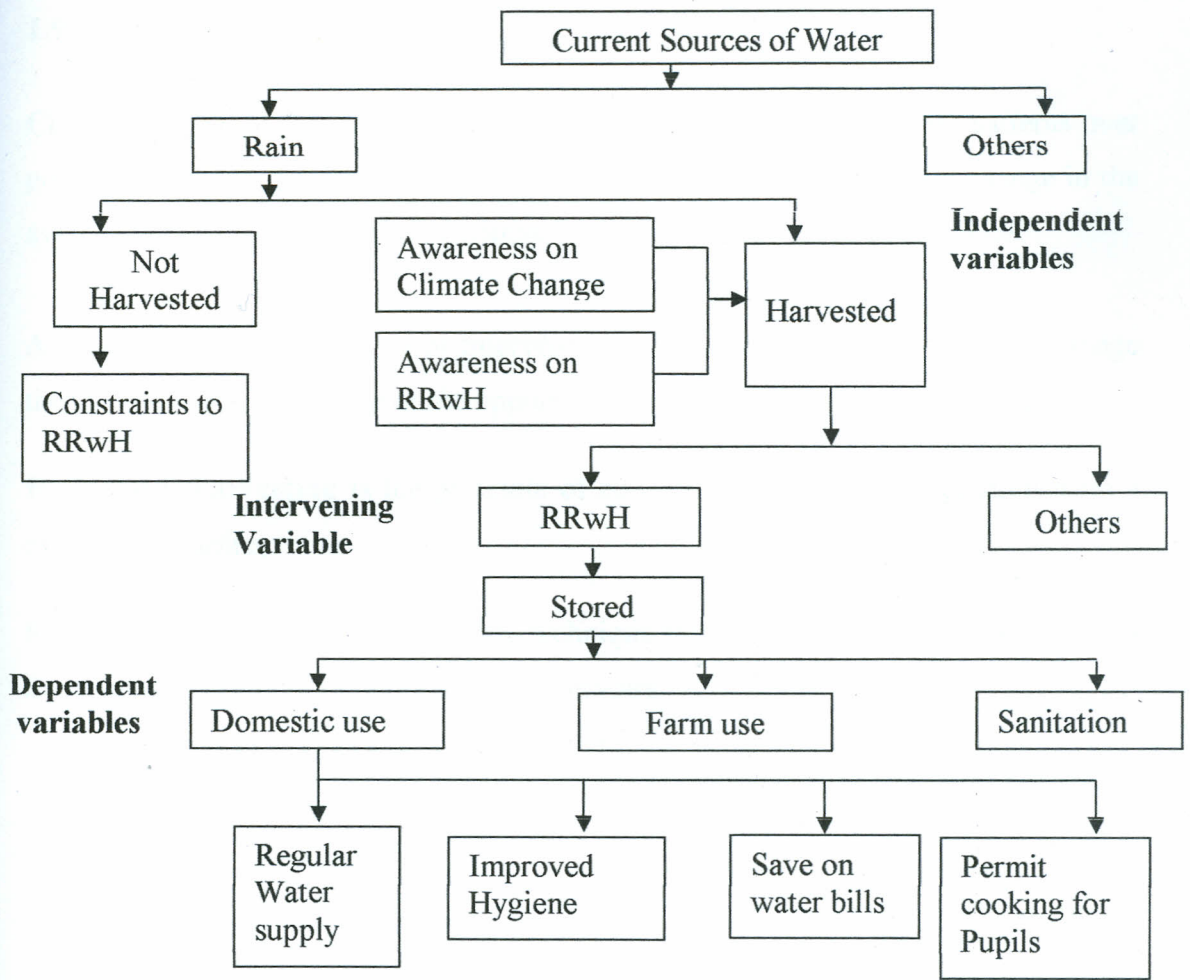 Current Sources of Water
Rain
Others
Independent
variables
Not
Harvested
Awareness on
Climate Change
Harvested
Awareness on
RRwH
Constraints to
RRwH
Intervening
Variable
RRwH
Others
Stored
Dependent
variables
Domestic use
Farm use
Sanitation
Regular
Water
supply
Improved
Hygiene
Save on
water bills
Permit
cooking for
Pupils